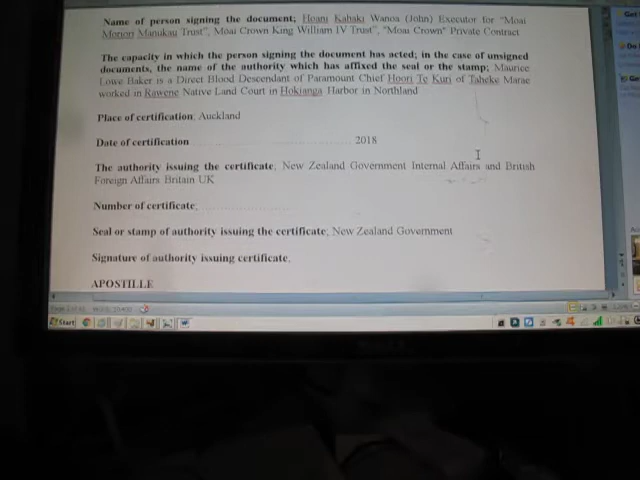 Name of person signing the document; Hoani Kahaki Wanoa (John) Executor for "Moai
Motion Manukau Trust", Moai Crown King William IV Trust", "Moai Crown" Private Contract
The capacity in which the person signing the document has acted; in the case of unsigned
documents, the name of the authority which has affixed the seal or the stamp; Maurice
Lowe Baker is a Direct Blood Descendant of Paramount Chief Hoori Te Kuri of Taheke Marae
worked in Rawene Native Land Court in Hokianga Harbor in Northland
Place of certification; Auckland
Date of certification ........................................ 2018
The authority issuing the certificate; New Zealand Government Internal Affairs and British
Foreign Affairs Britain UK
Number of certificate; ......................
Seal or stamp of authority issuing the certificate; New Zealand Government
Signature of authority issuing certificate;
APOSTILLE
Start